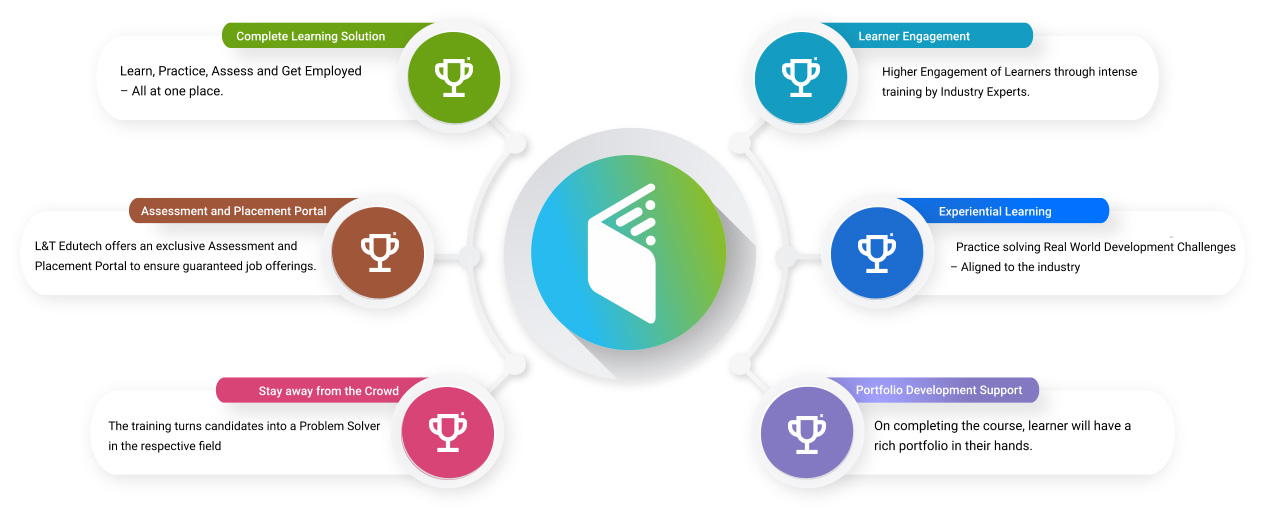 Complete Learning Solution
Learn, Practice, Assess and Get Employed
– All at one place.
Learner Engagement
Higher Engagement of Learners through intense
training by Industry Experts.
Assessment and Placement Portal
L&T Edutech offers an exclusive Assessment and
Placement Portal to ensure guaranteed job offerings.
Experiential Learning
Practice solving Real World Development Challenges
– Aligned to the industry
Stay away from the Crowd
The training turns candidates into a Problem Solver
in the respective field
Portfolio Development Support
On completing the course, learner will have a
rich portfolio in their hands.